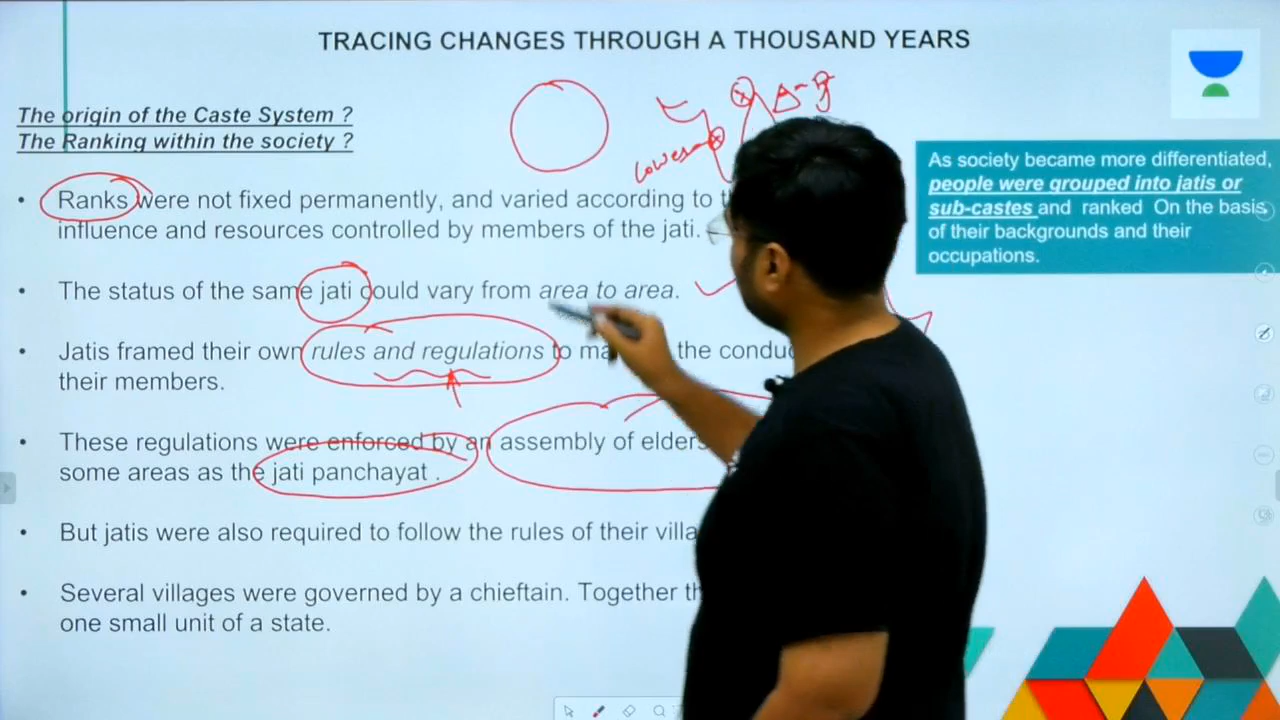 TRACING CHANGES THROUGH A THOUSAND YEARS
The origin of the Caste System ?
The Ranking within the society ?
• Ranks were not fixed permanently, and varied according to
influence and resources controlled by members of the jati.
• The status of the same jati could vary from area to area.
• Jatis framed their own rules and regulations to the
their members.
• These regulations were enforced by an assembly of
some areas as the jati panchayat .
• But jatis were also required to follow the rules of their
• Several villages were governed by a chieftain. Together
one small unit of a state.
As society became more differentiated,
people were grouped into jatis or
sub-castes and ranked On the basis
of their backgrounds and their
occupations.